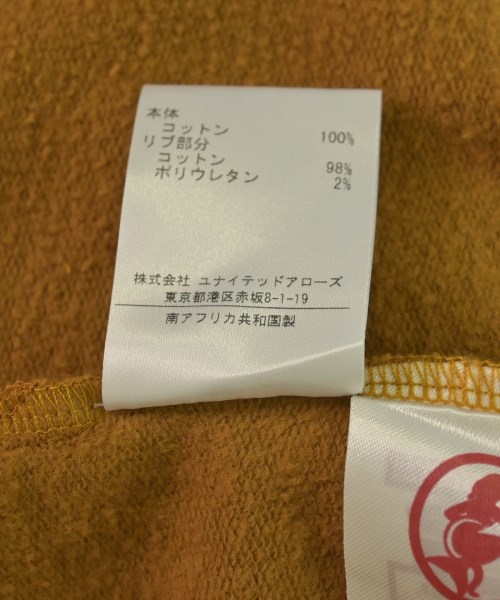 本体
コットン 100%
リブ部分
コットン 98%
ポリウレタン 2%
株式会社 ユナイテッドアローズ
東京都港区赤坂8-1-19
南アフリカ共和国製